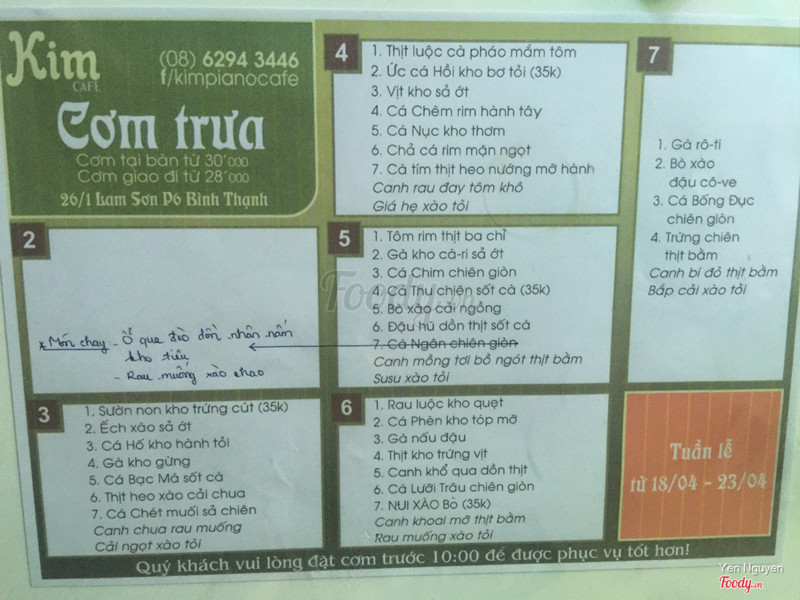 Kim
CAFE
(08) 6294 3446
f/kimpianocafe
Cơm trưa
Cơm tại bàn từ 30'000
Cơm giao đi từ 28'000
26/1 Lam Sơn P6 Bình Thạnh
2
*Món chay - Ổ qua đèo dồn nhân nấm
kho tiêu
- Rau muống xào chao
3
1. Sườn non kho trứng cút (35k)
2. Ếch xào sả ớt
3. Cá Hố kho hành tỏi
4. Gà kho gừng
5. Cá Bạc Má sốt cà
6. Thịt heo xào cải chua
7. Cá Chét muối sả chiên
Canh chua rau muống
Cải ngọt xào tỏi
4
1. Thịt luộc cà pháo mắm tôm
2. Ức cá Hồi kho bơ tỏi (35k)
3. Vịt kho sả ớt
4. Cá Chẽm rim hành tây
5. Cá Nục kho thơm
6. Chả cá rim mặn ngọt
7. Cà tím thịt heo nướng mỡ hành
Canh rau đay tôm khô
Giá hẹ xào tỏi
5
1. Tôm rim thịt ba chỉ
2. Gà kho cà-ri sả ớt
3. Cá Chim chiên giòn
4. Cá Thu chiên sốt cà (35k)
5. Bò xào cải ngồng
6. Đậu hũ dồn thịt sốt cà
7. Cá Ngân chiên giòn
Canh mồng tơi bồ ngót thịt bằm
Susu xào tỏi
6
1. Rau luộc kho quẹt
2. Cá Phèn kho tóp mỡ
3. Gà nấu đậu
4. Thịt kho trứng vịt
5. Canh khổ qua dồn thịt
6. Cá Lưỡi Trâu chiên giòn
7. NUI XÀO Bò (35k)
Canh khoai mỡ thịt bằm
Rau muống xào tỏi
7
1. Gà rô-ti
2. Bò xào
đậu cô-ve
3. Cá Bống Đục
chiên giòn
4. Trứng chiên
thịt bằm
Canh bí đỏ thịt bằm
Bắp cải xào tỏi
Tuần lễ
từ 18/04 - 23/04
Quý khách vui lòng đặt cơm trước 10:00 để được phục vụ tốt hơn!
Foody.vn
Yen Nguyen
Foody.vn